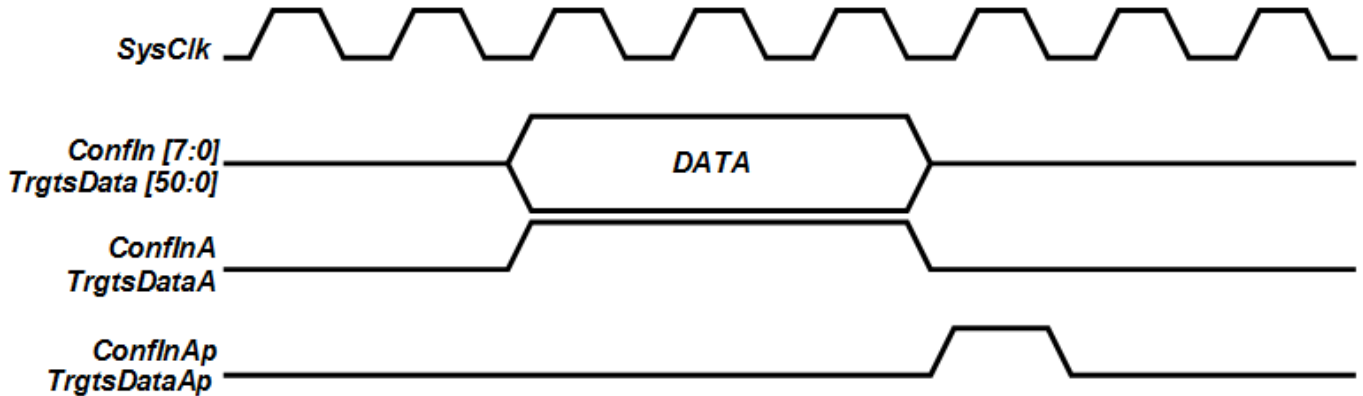 SysClk
ConfIn [7:0]
TrgtsData [50:0]
DATA
ConfInA
TrgtsDataA
ConfInAp
TrgtsDataAp